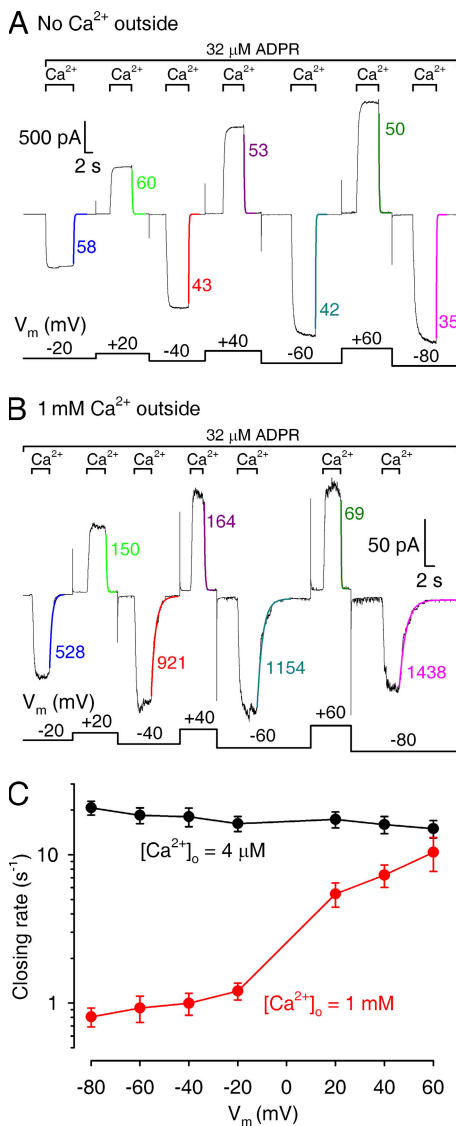 A No Ca²⁺ outside
32 µM ADPR
Ca²⁺ Ca²⁺ Ca²⁺ Ca²⁺ Ca²⁺ Ca²⁺ Ca²⁺
500 pA
2 s
58
60
43
53
42
50
35
Vm (mV)
-20 +20 -40 +40 -60 +60 -80
B 1 mM Ca²⁺ outside
32 µM ADPR
Ca²⁺ Ca²⁺ Ca²⁺ Ca²⁺ Ca²⁺ Ca²⁺ Ca²⁺
50 pA
2 s
528
150
921
164
1154
69
1438
Vm (mV)
-20 +20 -40 +40 -60 +60 -80
C
Closing rate (s⁻¹)
10
1
[Ca²⁺]o = 4 µM
[Ca²⁺]o = 1 mM
-80 -60 -40 -20 0 20 40 60
Vm (mV)